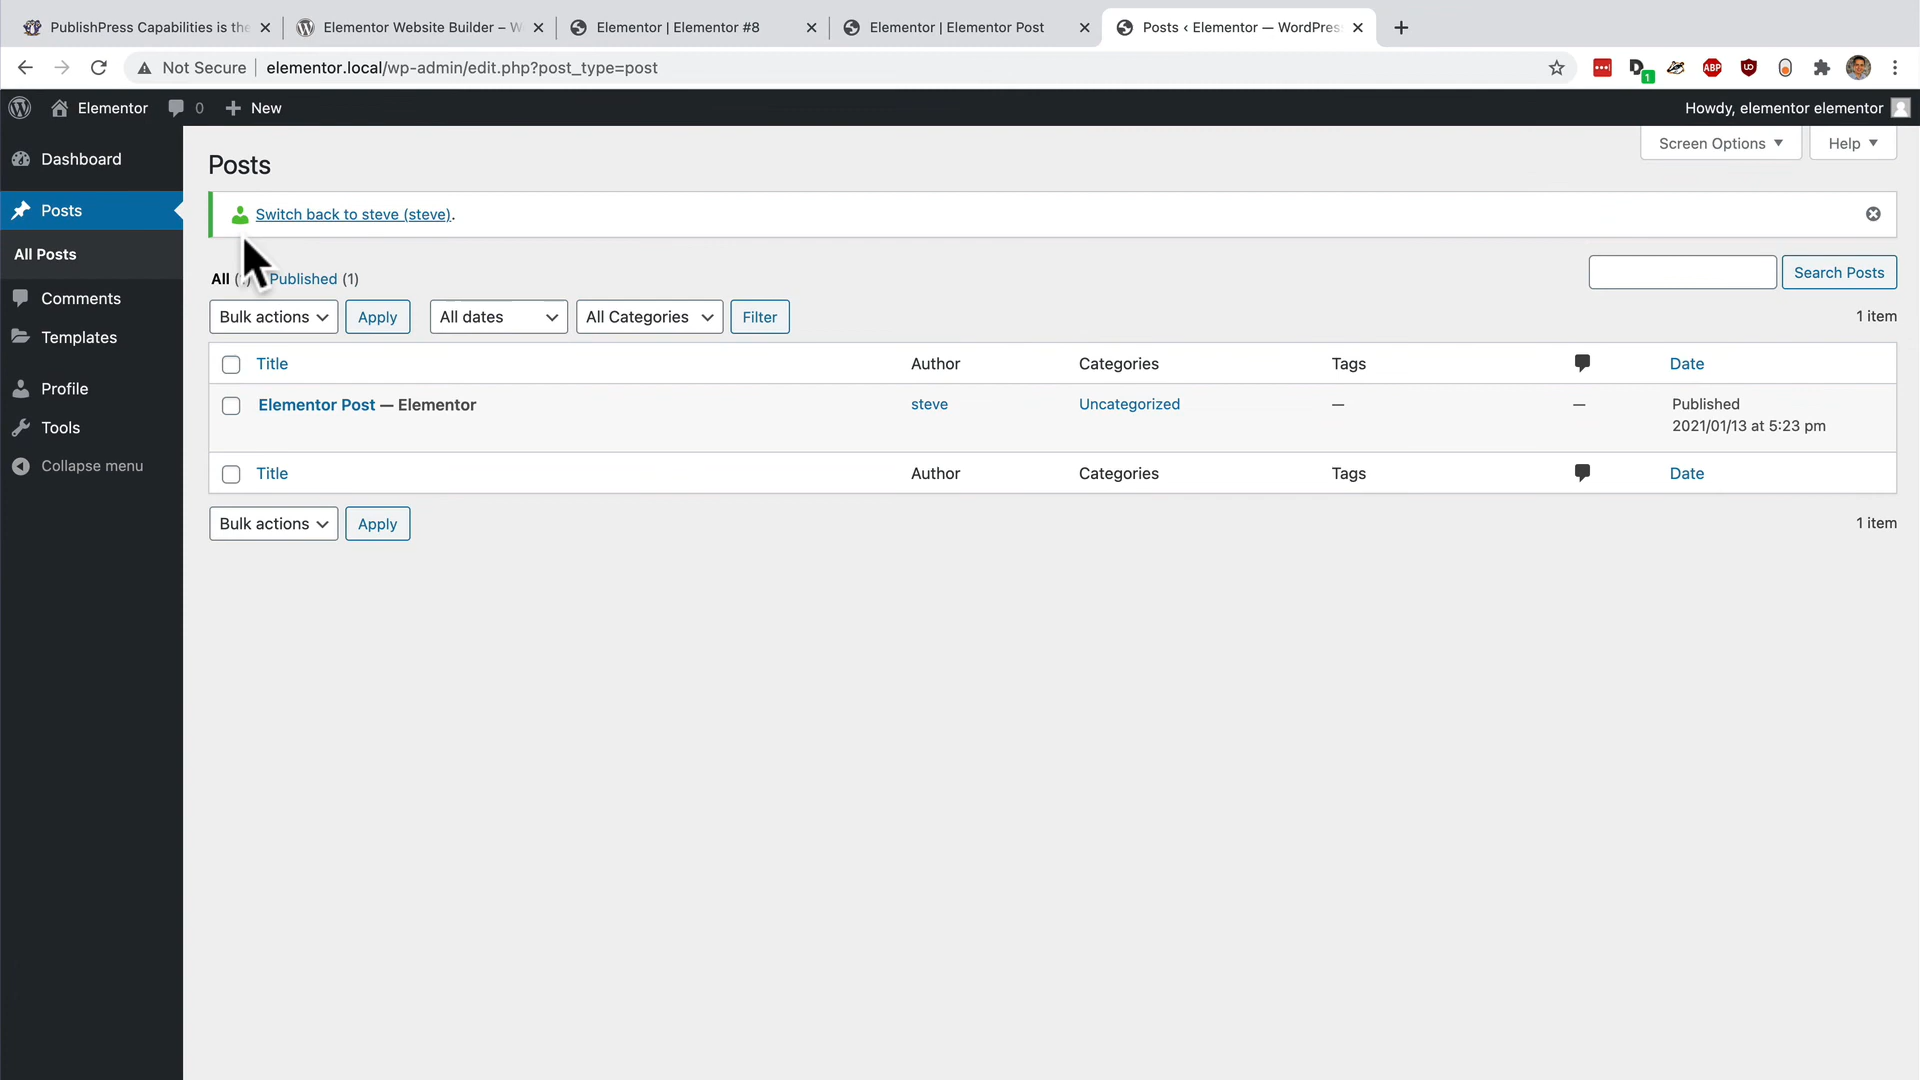 PublishPress Capabilities is the
Elementor Website Builder – W
Elementor | Elementor #8
Elementor | Elementor Post
Posts ‹ Elementor — WordPres
Not Secure
elementor.local/wp-admin/edit.php?post_type=post
ABP
1
Elementor
0
New
Howdy, elementor elementor
Dashboard
Posts
All Posts
Comments
Templates
Profile
Tools
Collapse menu
Posts
Screen Options
Help
Switch back to steve (steve).
All
Published (1)
Search Posts
Bulk actions
Apply
All dates
All Categories
Filter
1 item
Title Author Categories Tags Date
Elementor Post — Elementor steve Uncategorized — — Published
2021/01/13 at 5:23 pm
Title Author Categories Tags Date
Bulk actions
Apply
1 item